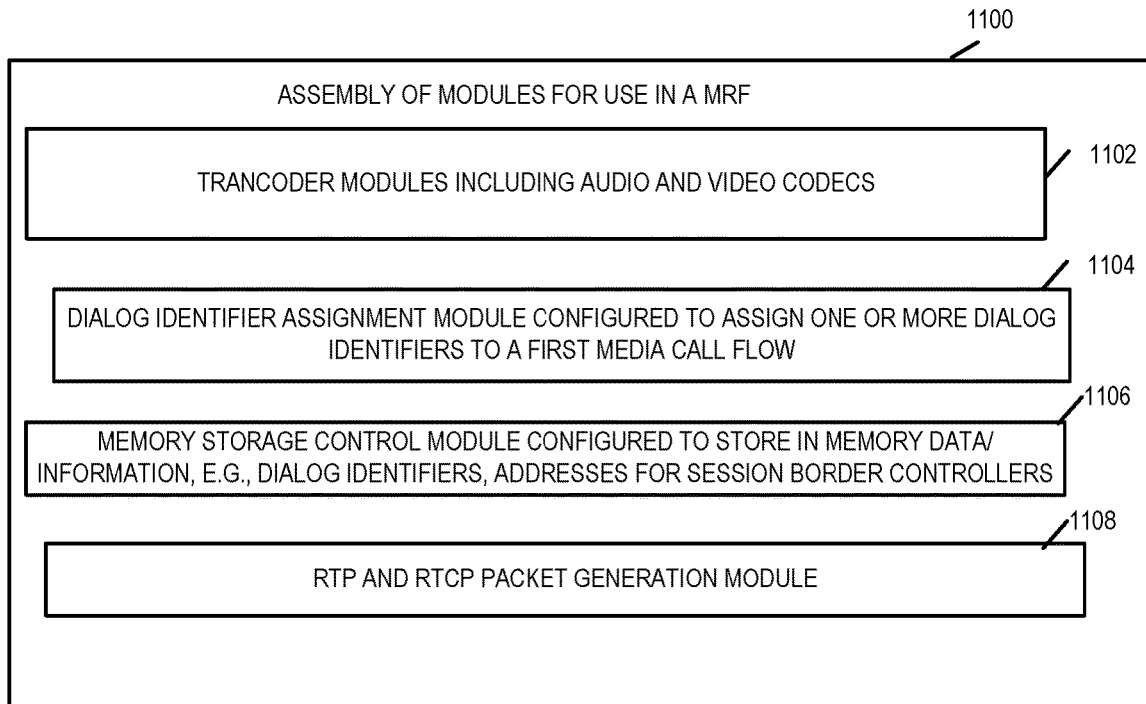 1100
ASSEMBLY OF MODULES FOR USE IN A MRF
1102
TRANCODER MODULES INCLUDING AUDIO AND VIDEO CODECS
1104
DIALOG IDENTIFIER ASSIGNMENT MODULE CONFIGURED TO ASSIGN ONE OR MORE DIALOG
IDENTIFIERS TO A FIRST MEDIA CALL FLOW
1106
MEMORY STORAGE CONTROL MODULE CONFIGURED TO STORE IN MEMORY DATA/
INFORMATION, E.G., DIALOG IDENTIFIERS, ADDRESSES FOR SESSION BORDER CONTROLLERS
1108
RTP AND RTCP PACKET GENERATION MODULE